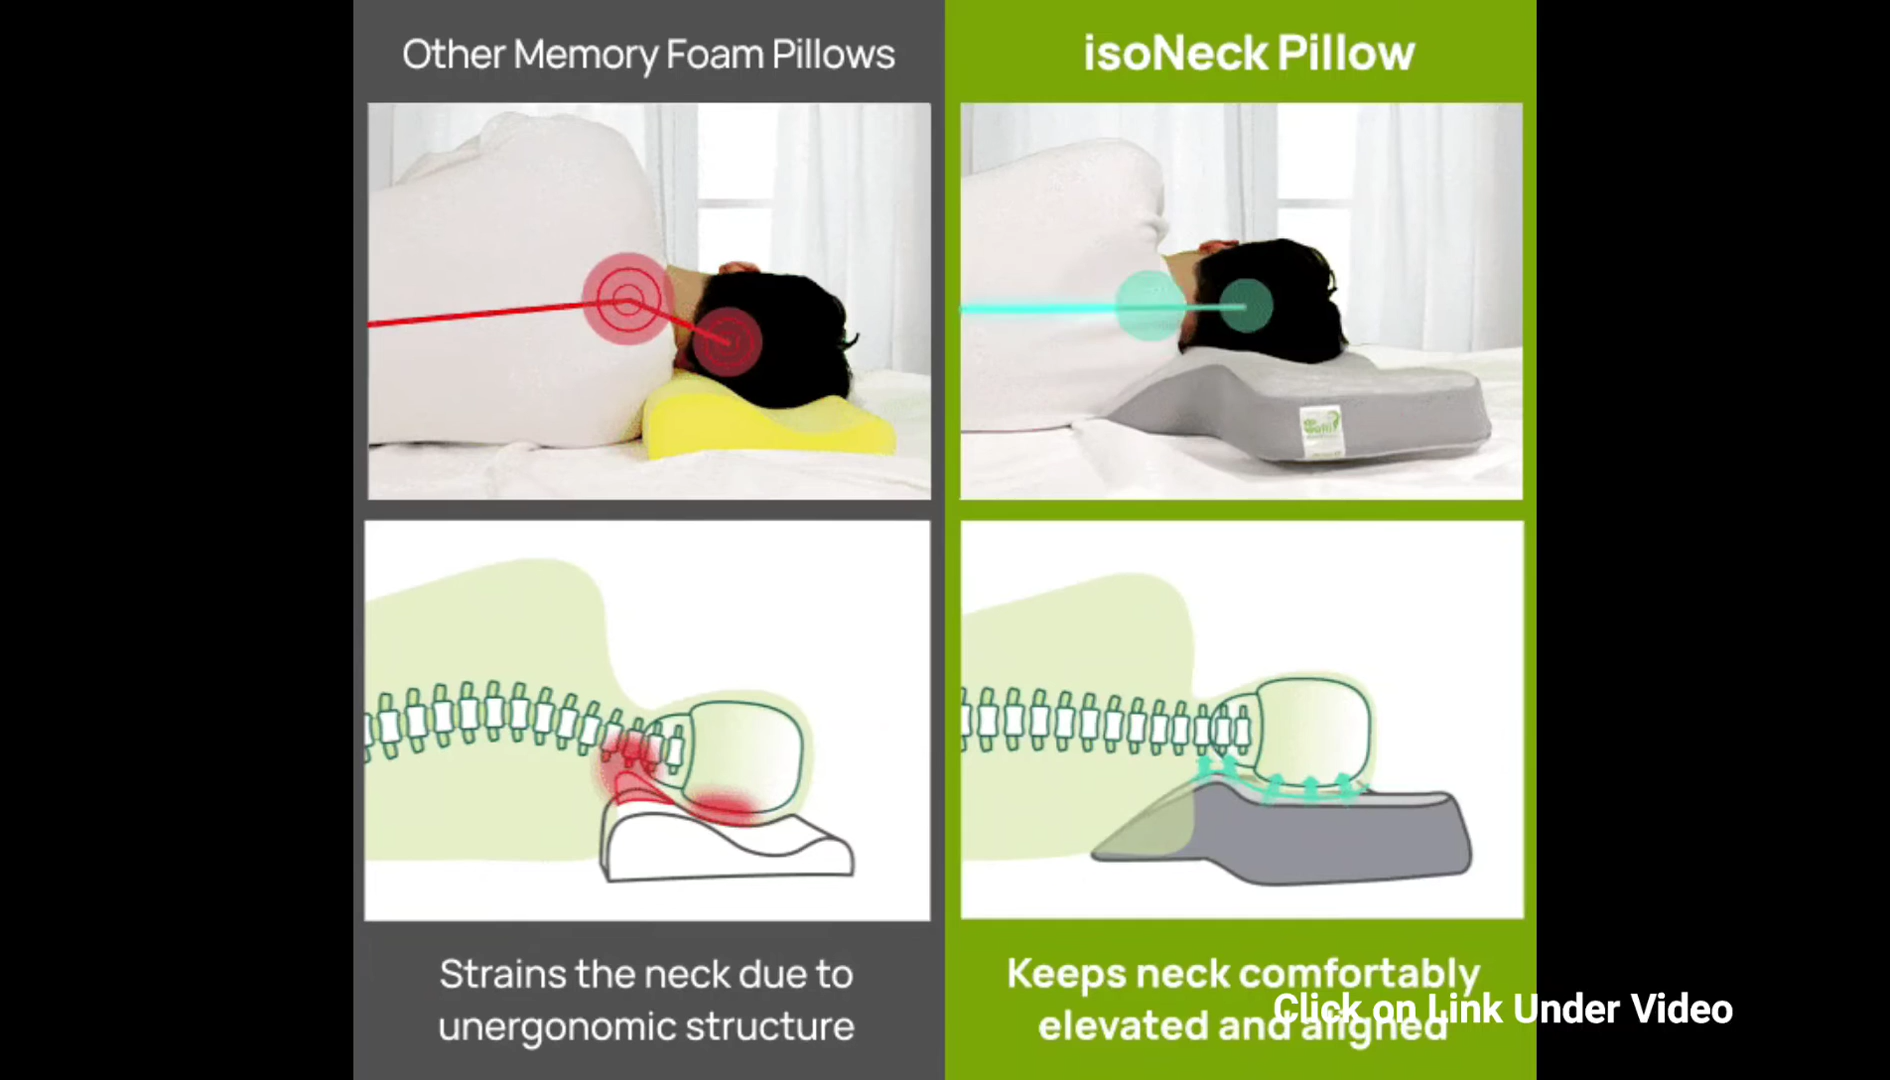 Other Memory Foam Pillows
isoNeck Pillow
Strains the neck due to
unergonomic structure
Keeps neck comfortably
elevated and aligned
Click on Link Under Video